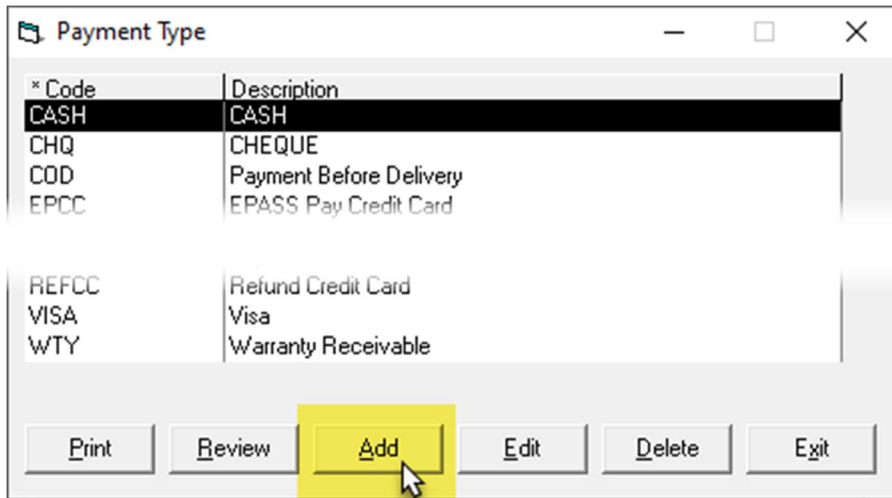 Payment Type
* Code Description
CASH CASH
CHQ CHEQUE
COD Payment Before Delivery
EPCC EPASS Pay Credit Card
REFCC Refund Credit Card
VISA Visa
WTY Warranty Receivable
Print Review Add Edit Delete Exit